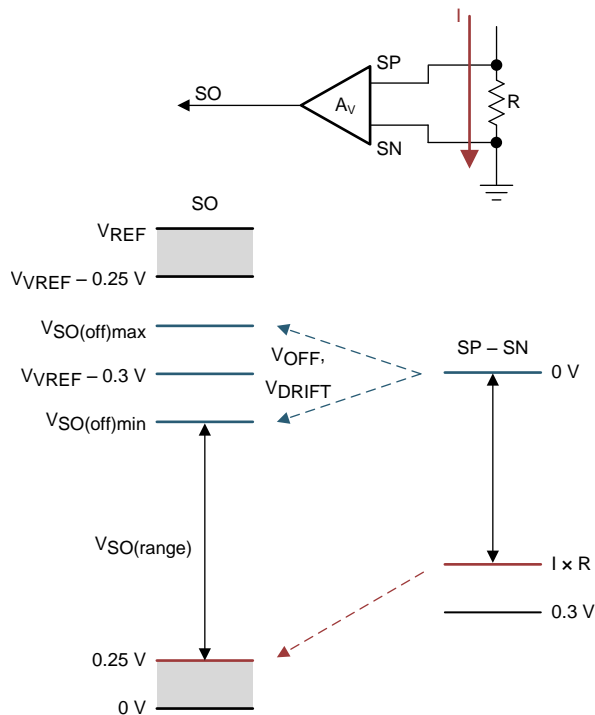 I
SP
SO
AV
R
SN
SO
VREF
VVREF – 0.25 V
VSO(off)max
VOFF,
SP – SN
VVREF – 0.3 V
VDRIFT
0 V
VSO(off)min
VSO(range)
I × R
0.3 V
0.25 V
0 V